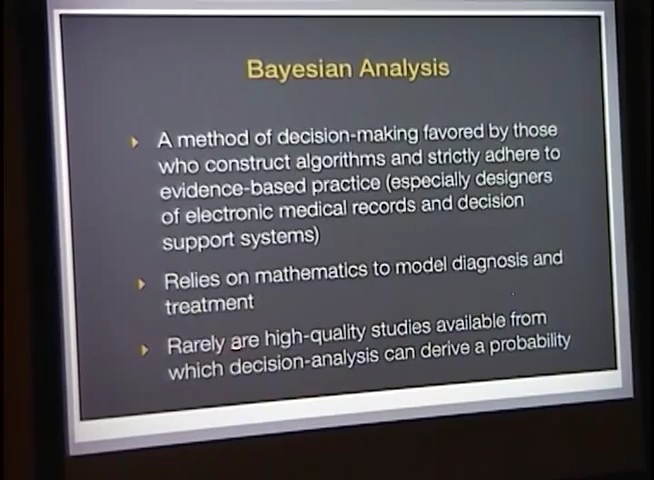 Bayesian Analysis
A method of decision-making favored by those
who construct algorithms and strictly adhere to
evidence-based practice (especially designers
of electronic medical records and decision
support systems)
Relies on mathematics to model diagnosis and
treatment
Rarely are high-quality studies available from
which decision-analysis can derive a probability